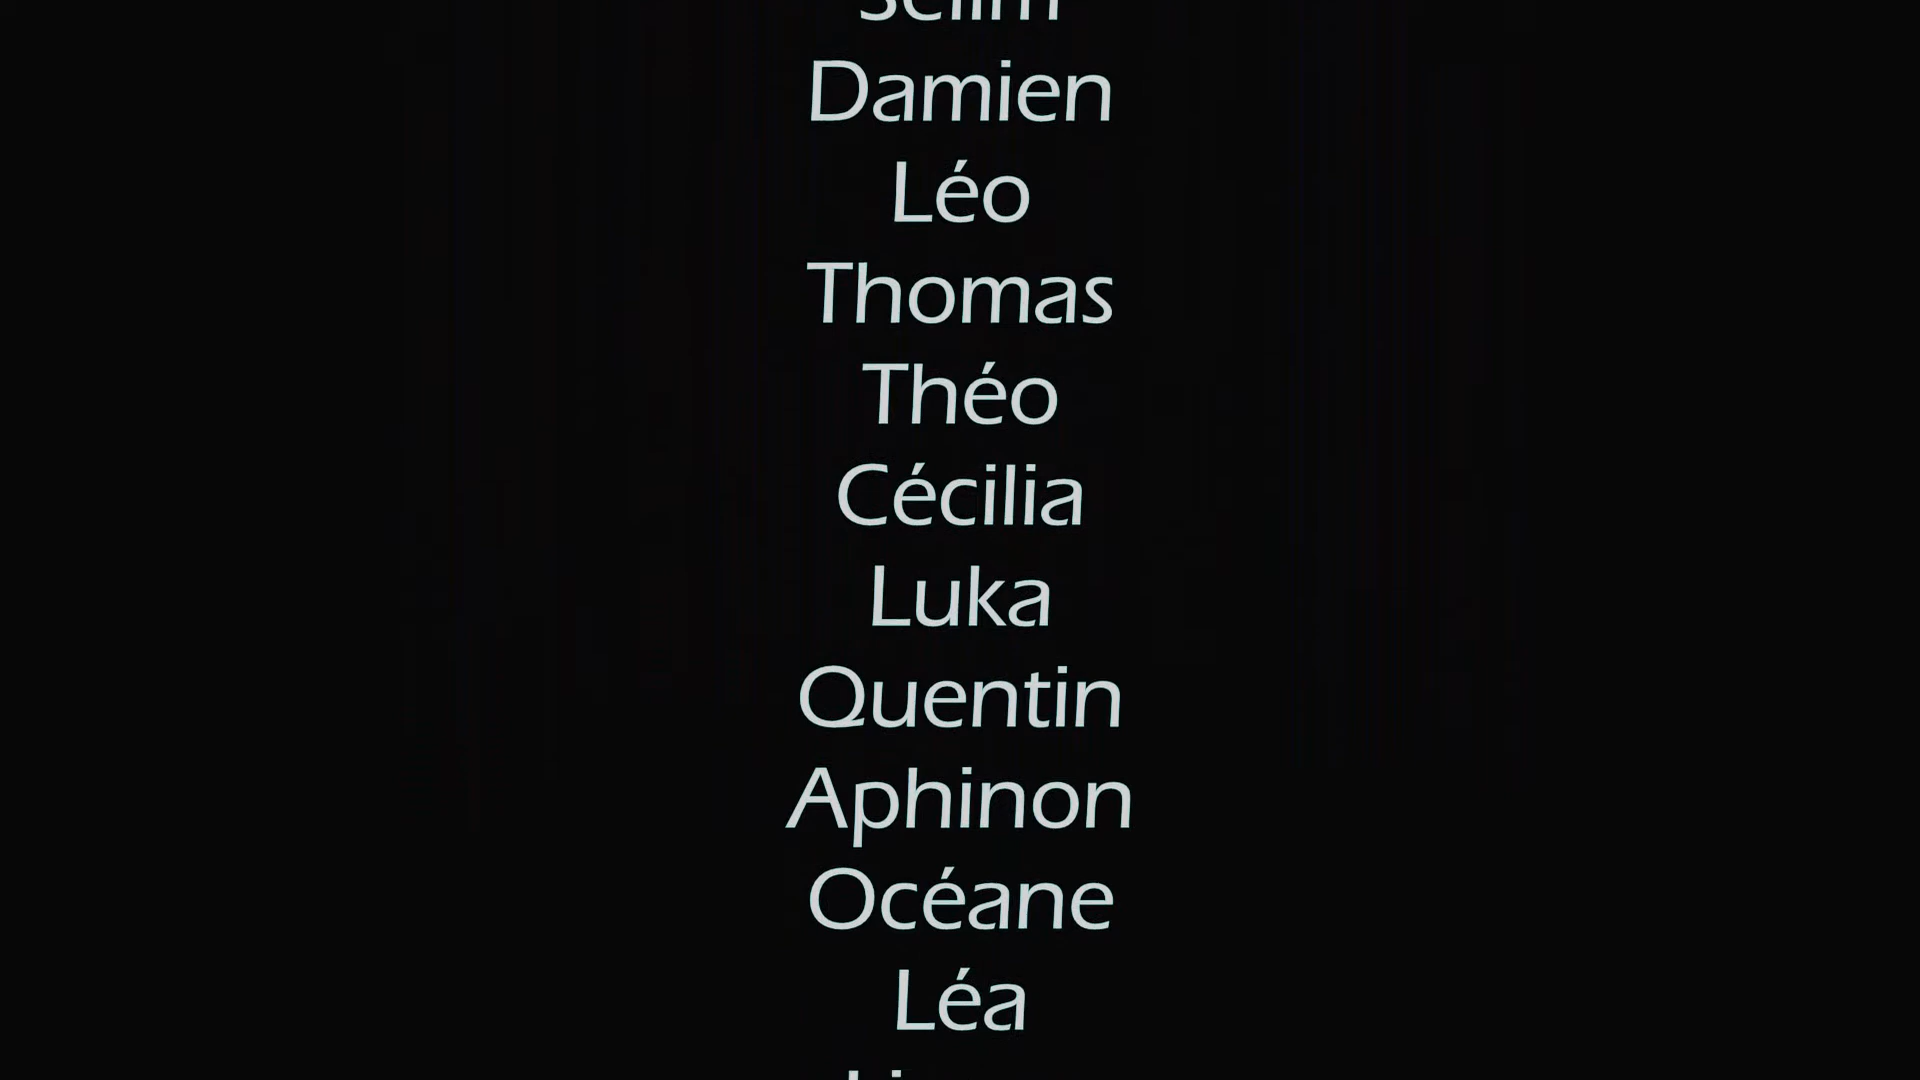 Damien
Léo
Thomas
Théo
Cécilia
Luka
Quentin
Aphinon
Océane
Léa